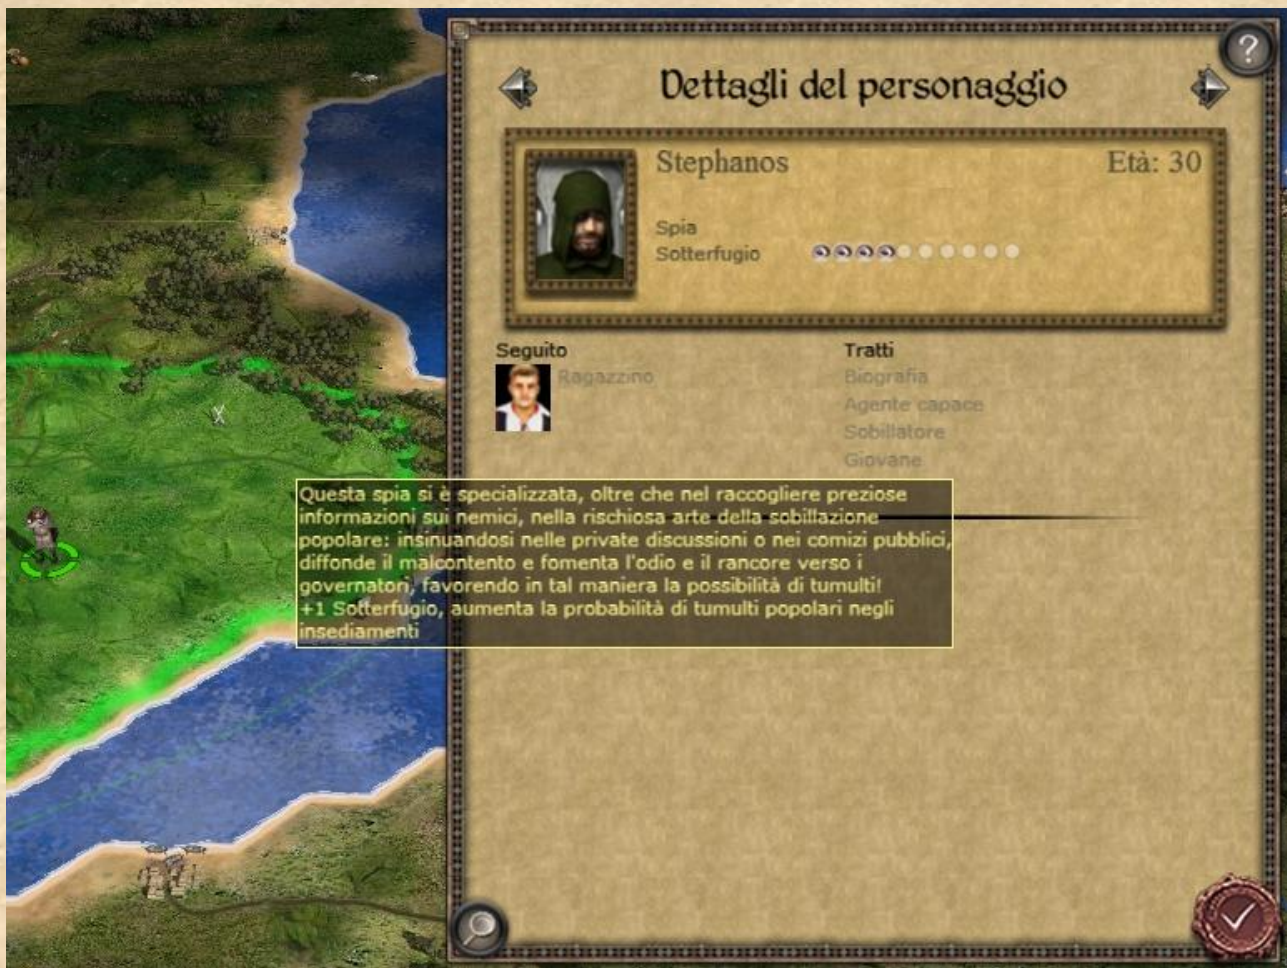 Dettagli del personaggio
Stephanos
Età: 30
Spia
Sotterfugio
Seguito
Ragazzino
Tratti
Biografia
Agente capace
Sobillatore
Giovane
Questa spia si è specializzata, oltre che nel raccogliere preziose
informazioni sui nemici, nella rischiosa arte della sobillazione
popolare: insinuandosi nelle private discussioni o nei comizi pubblici,
diffonde il malcontento e fomenta l'odio e il rancore verso i
governatori, favorendo in tal maniera la possibilità di tumulti!
+1 Sotterfugio, aumenta la probabilità di tumulti popolari negli
insediamenti
?